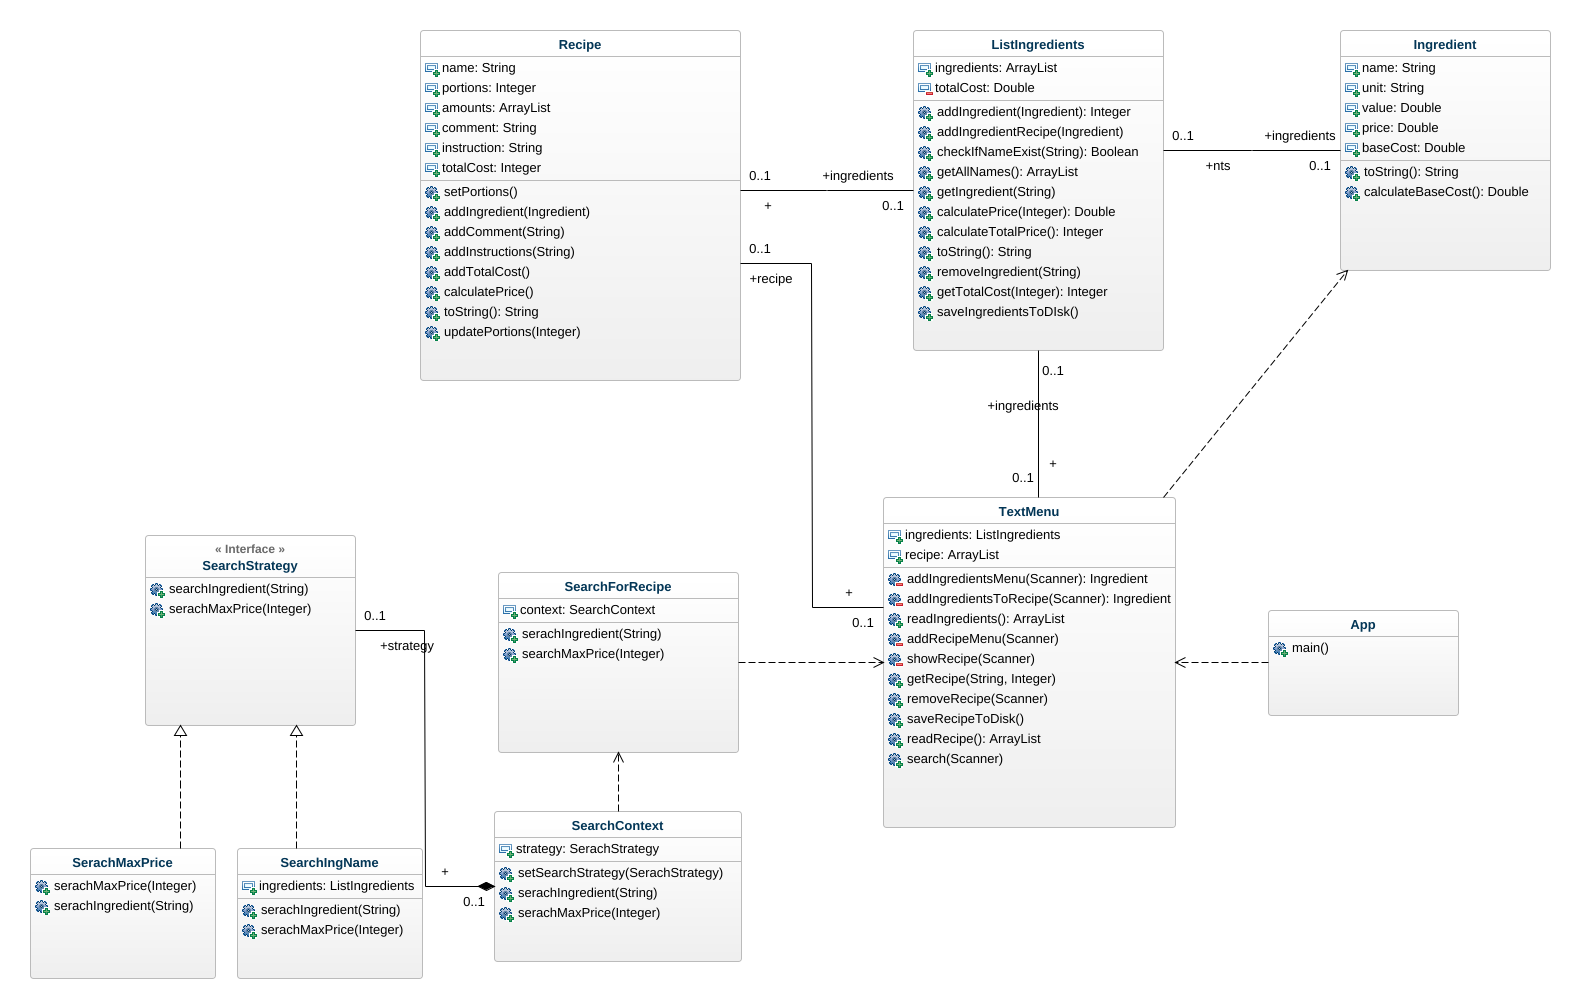 Recipe
name: String
portions: Integer
amounts: ArrayList
comment: String
instruction: String
totalCost: Integer
setPortions()
addIngredient(Ingredient)
addComment(String)
addInstructions(String)
addTotalCost()
calculatePrice()
toString(): String
updatePortions(Integer)
0..1
+ingredients
+
0..1
0..1
+recipe
ListIngredients
ingredients: ArrayList
totalCost: Double
addIngredient(Ingredient): Integer
addIngredientRecipe(Ingredient)
checkIfNameExist(String): Boolean
getAllNames(): ArrayList
getIngredient(String)
calculatePrice(Integer): Double
calculateTotalPrice(): Integer
toString(): String
removeIngredient(String)
getTotalCost(Integer): Integer
saveIngredientsToDIsk()
0..1
+ingredients
+nts
0..1
Ingredient
name: String
unit: String
value: Double
price: Double
baseCost: Double
toString(): String
calculateBaseCost(): Double
0..1
+ingredients
+
0..1
« Interface »
SearchStrategy
searchIngredient(String)
serachMaxPrice(Integer)
0..1
+strategy
SearchForRecipe
context: SearchContext
serachIngredient(String)
searchMaxPrice(Integer)
+
0..1
TextMenu
ingredients: ListIngredients
recipe: ArrayList
addIngredientsMenu(Scanner): Ingredient
addIngredientsToRecipe(Scanner): Ingredient
readIngredients(): ArrayList
addRecipeMenu(Scanner)
showRecipe(Scanner)
getRecipe(String, Integer)
removeRecipe(Scanner)
saveRecipeToDisk()
readRecipe(): ArrayList
search(Scanner)
App
main()
SerachMaxPrice
serachMaxPrice(Integer)
serachIngredient(String)
SearchIngName
ingredients: ListIngredients
serachIngredient(String)
serachMaxPrice(Integer)
+
0..1
SearchContext
strategy: SerachStrategy
setSearchStrategy(SerachStrategy)
serachIngredient(String)
serachMaxPrice(Integer)